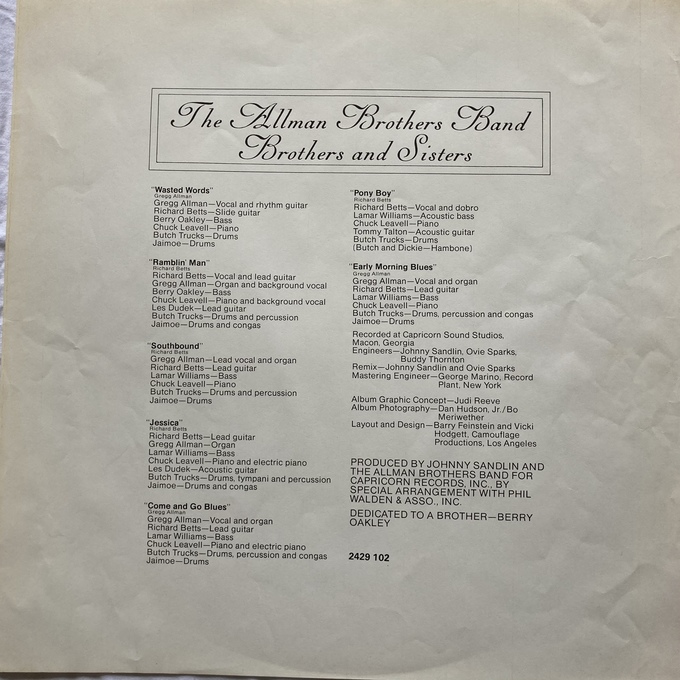 The Allman Brothers Band
Brothers and Sisters
"Wasted Words"
Gregg Allman
Gregg Allman—Vocal and rhythm guitar
Richard Betts—Slide guitar
Berry Oakley—Bass
Chuck Leavell—Piano
Butch Trucks—Drums
Jaimoe—Drums
"Ramblin' Man"
Richard Betts
Richard Betts—Vocal and lead guitar
Gregg Allman—Organ and background vocal
Berry Oakley—Bass
Chuck Leavell—Piano and background vocal
Les Dudek—Lead guitar
Butch Trucks—Drums and percussion
Jaimoe—Drums and congas
"Southbound"
Richard Betts
Gregg Allman—Lead vocal and organ
Richard Betts—Lead guitar
Lamar Williams—Bass
Chuck Leavell—Piano
Butch Trucks—Drums and percussion
Jaimoe—Drums
"Jessica"
Richard Betts
Richard Betts—Lead guitar
Gregg Allman—Organ
Lamar Williams—Bass
Chuck Leavell—Piano and electric piano
Les Dudek—Acoustic guitar
Butch Trucks—Drums, tympani and percussion
Jaimoe—Drums and congas
"Come and Go Blues"
Gregg Allman
Gregg Allman—Vocal and organ
Richard Betts—Lead guitar
Lamar Williams—Bass
Chuck Leavell—Piano and electric piano
Butch Trucks—Drums, percussion and congas
Jaimoe—Drums
"Pony Boy"
Richard Betts
Richard Betts—Vocal and dobro
Lamar Williams—Acoustic bass
Chuck Leavell—Piano
Tommy Talton—Acoustic guitar
Butch Trucks—Drums
(Butch and Dickie—Hambone)
"Early Morning Blues"
Gregg Allman
Gregg Allman—Vocal and organ
Richard Betts—Lead guitar
Lamar Williams—Bass
Chuck Leavell—Piano
Butch Trucks—Drums, percussion and congas
Jaimoe—Drums
Recorded at Capricorn Sound Studios,
Macon, Georgia
Engineers—Johnny Sandlin, Ovie Sparks,
Buddy Thornton
Remix—Johnny Sandlin and Ovie Sparks
Mastering Engineer—George Marino, Record
Plant, New York
Album Graphic Concept—Judi Reeve
Album Photography—Dan Hudson, Jr./Bo
Meriwether
Layout and Design—Barry Feinstein and Vicki
Hodgett, Camouflage
Productions, Los Angeles
PRODUCED BY JOHNNY SANDLIN AND
THE ALLMAN BROTHERS BAND FOR
CAPRICORN RECORDS, INC., BY
SPECIAL ARRANGEMENT WITH PHIL
WALDEN & ASSO., INC.
DEDICATED TO A BROTHER—BERRY
OAKLEY
2429 102